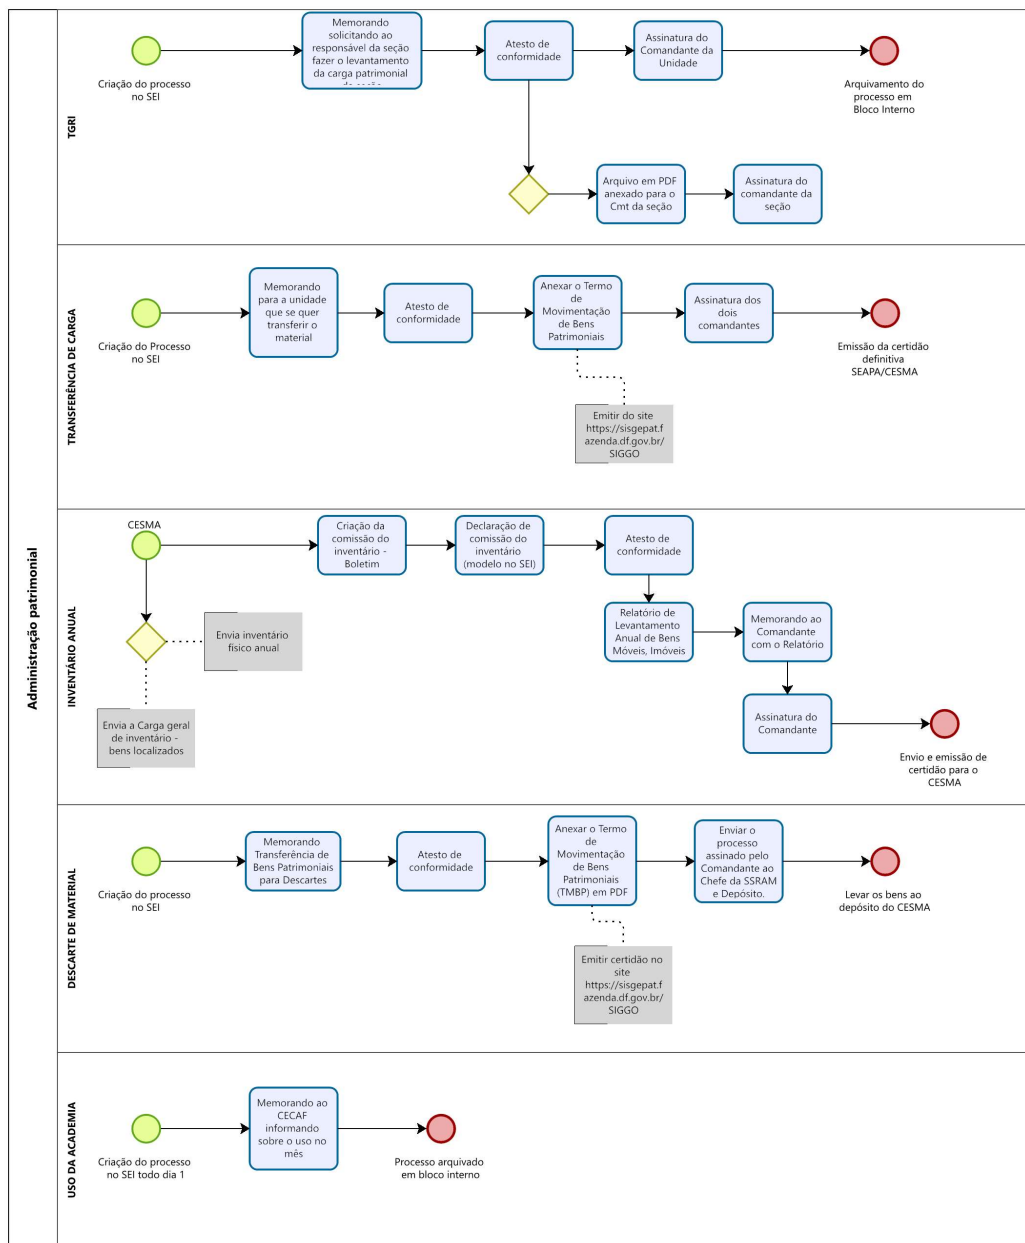 Administração patrimonial
TGRI
Criação do processo
no SEI
Memorando
solicitando ao
responsável da seção
fazer o levantamento
da carga patrimonial
Atesto de
conformidade
Assinatura do
Comandante da
Unidade
Arquivamento do
processo em
Bloco Interno
Arquivo em PDF
anexado para o
Cmt da seção
Assinatura do
comandante da
seção
TRANSFERÊNCIA DE CARGA
Criação do Processo
no SEI
Memorando
para a unidade
que se quer
transferir o
material
Atesto de
conformidade
Anexar o Termo
de
Movimentação
de Bens
Patrimoniais
Assinatura dos
dois
comandantes
Emissão da certidão
definitiva
SEAPA/CESMA
Emitir do site
https://sisgepat.f
azenda.df.gov.br/
SIGGO
INVENTÁRIO ANUAL
CESMA
Criação da
comissão do
inventário -
Boletim
Declaração de
comissão do
inventário
(modelo no SEI)
Atesto de
conformidade
Envia inventário
físico anual
Relatório de
Levantamento
Anual de Bens
Móveis, Imóveis
Memorando ao
Comandante
com o Relatório
Envia a Carga geral
de inventário -
bens localizados
Assinatura do
Comandante
Envio e emissão de
certidão para o
CESMA
DESCARTE DE MATERIAL
Criação do processo
no SEI
Memorando
Transferência de
Bens Patrimoniais
para Descartes
Atesto de
conformidade
Anexar o Termo
de
Movimentação
de Bens
Patrimoniais
(TMBP) em PDF
Enviar o
processo
assinado pelo
Comandante ao
Chefe da SSRAM
e Depósito.
Levar os bens ao
depósito do CESMA
Emitir certidão no
site
https://sisgepat.f
azenda.df.gov.br/
SIGGO
USO DA ACADEMIA
Criação do processo
no SEI todo dia 1
Memorando ao
CECAF
informando
sobre o uso no
mês
Processo arquivado
em bloco interno